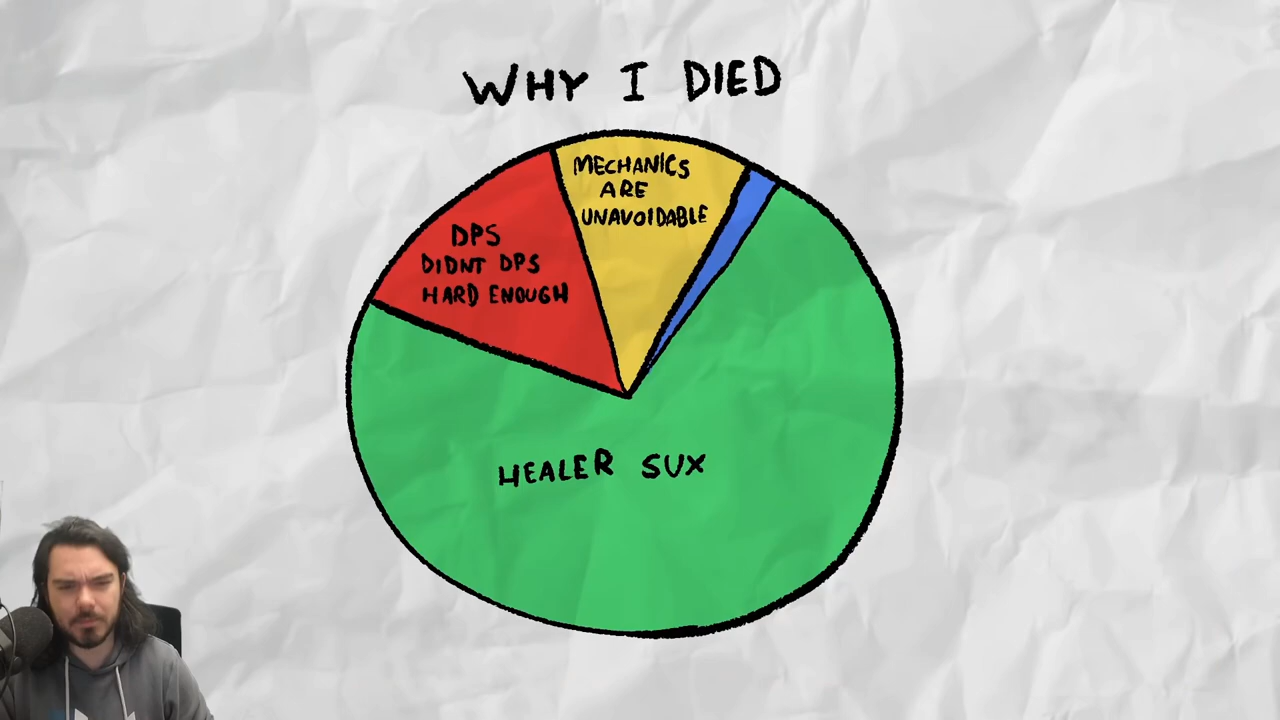 WHY I DIED
MECHANICS
ARE
UNAVOIDABLE
DPS
DIDNT DPS
HARD ENOUGH
HEALER SUX